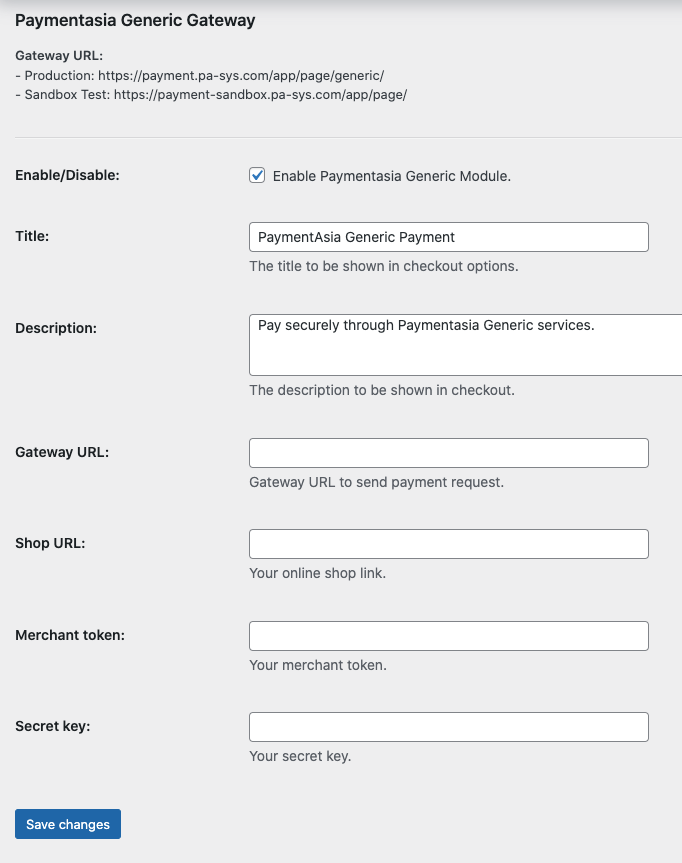 Paymentasia Generic Gateway
Gateway URL:
- Production: https://payment.pa-sys.com/app/page/generic/
- Sandbox Test: https://payment-sandbox.pa-sys.com/app/page/
Enable/Disable:
Enable Paymentasia Generic Module.
Title:
PaymentAsia Generic Payment
The title to be shown in checkout options.
Description:
Pay securely through Paymentasia Generic services.
The description to be shown in checkout.
Gateway URL:
Gateway URL to send payment request.
Shop URL:
Your online shop link.
Merchant token:
Your merchant token.
Secret key:
Your secret key.
Save changes